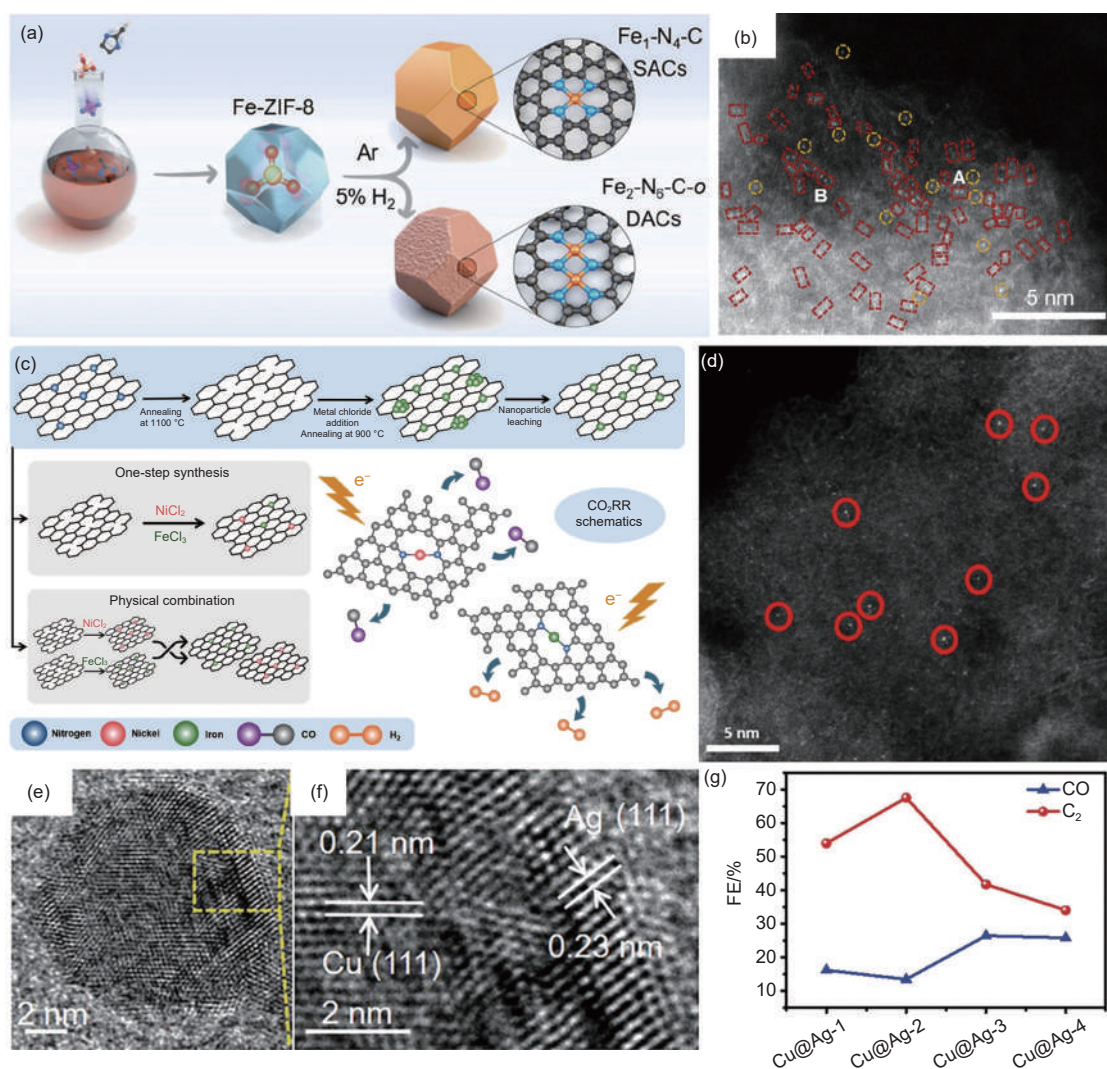 (a)
Fe-ZIF-8
Ar
5% H₂
Fe₁-N₄-C
SACs
Fe₂-N₆-C-o
DACs
(b)
A
B
5 nm
(c)
Annealing
at 1100 °C
Metal chloride
addition
Annealing at 900 °C
Nanoparticle
leaching
One-step synthesis
NiCl₂
FeCl₃
Physical combination
NiCl₂
FeCl₃
e⁻
CO₂RR
schematics
e⁻
Nitrogen
Nickel
Iron
CO
H₂
(d)
5 nm
(e)
2 nm
(f)
0.21 nm
Cu (111)
Ag (111)
0.23 nm
2 nm
(g)
FE/%
70
60
50
40
30
20
10
CO
C₂
Cu@Ag-1
Cu@Ag-2
Cu@Ag-3
Cu@Ag-4